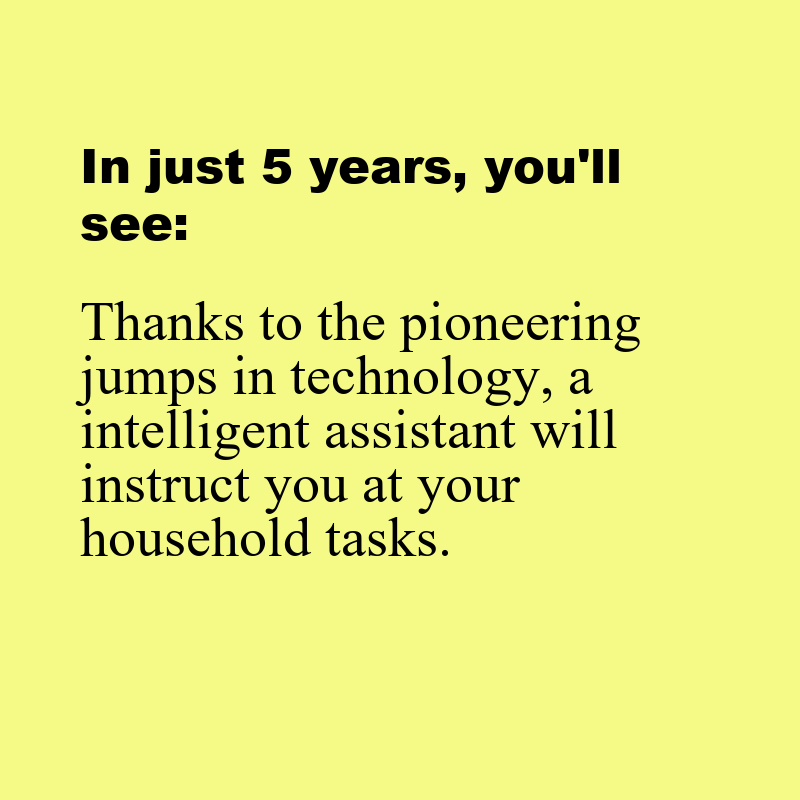 In just 5 years, you'll
see:
Thanks to the pioneering
jumps in technology, a
intelligent assistant will
instruct you at your
household tasks.